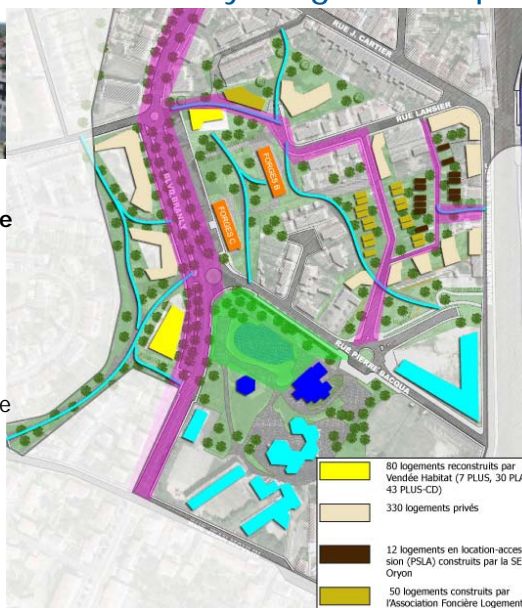 RUE J. CARTIER
RUE LANSIER
BLVD BRANLY
FORGES B
FORGES C
RUE PIERRE BACQUA
80 logements reconstruits par
Vendée Habitat (7 PLUS, 30 PLA
43 PLUS-CD)
330 logements privés
12 logements en location-acces
sion (PSLA) construits par la SE
Oryon
50 logements construits par
l'Association Foncière Logement